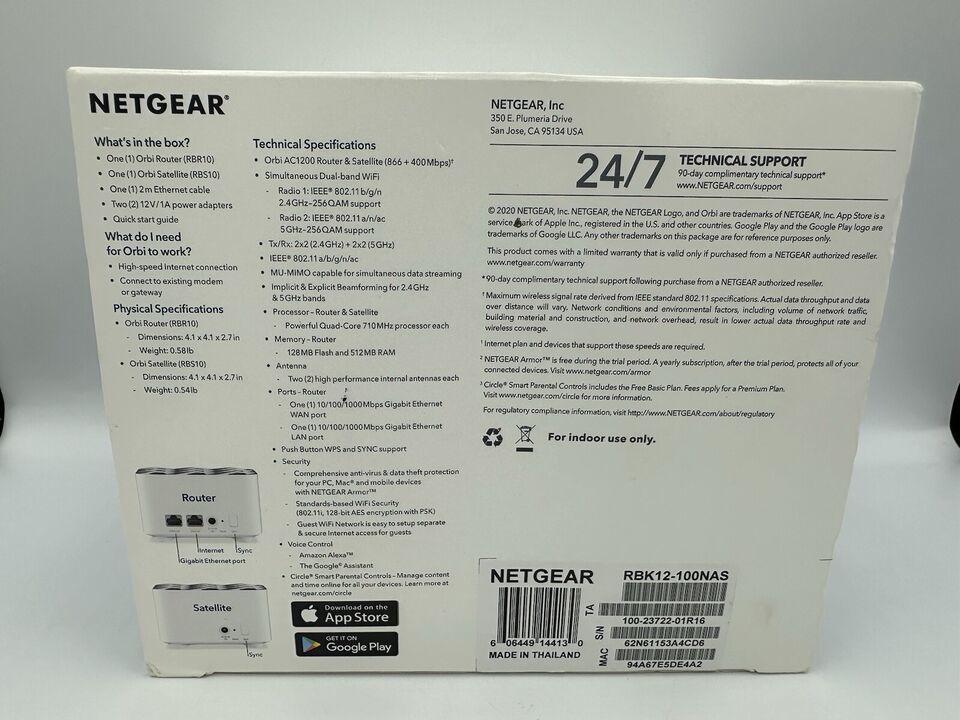 NETGEAR®
What's in the box?
• One (1) Orbi Router (RBR10)
• One (1) Orbi Satellite (RBS10)
• One (1) 2m Ethernet cable
• Two (2) 12V/1A power adapters
• Quick start guide
What do I need
for Orbi to work?
• High-speed Internet connection
• Connect to existing modem
or gateway
Physical Specifications
• Orbi Router (RBR10)
- Dimensions: 4.1 x 4.1 x 2.7 in
- Weight: 0.58lb
• Orbi Satellite (RBS10)
- Dimensions: 4.1 x 4.1 x 2.7 in
- Weight: 0.54lb
Router
Internet
Sync
Gigabit Ethernet port
Satellite
Sync
Technical Specifications
• Orbi AC1200 Router & Satellite (866 + 400Mbps)†
• Simultaneous Dual-band WiFi
- Radio 1: IEEE® 802.11 b/g/n
2.4GHz–256QAM support
- Radio 2: IEEE® 802.11 a/n/ac
5GHz–256QAM support
• Tx/Rx: 2x2 (2.4GHz) + 2x2 (5GHz)
• IEEE® 802.11 a/b/g/n/ac
• MU-MIMO capable for simultaneous data streaming
• Implicit & Explicit Beamforming for 2.4GHz
& 5GHz bands
• Processor – Router & Satellite
- Powerful Quad-Core 710MHz processor each
• Memory – Router
- 128MB Flash and 512MB RAM
• Antenna
- Two (2) high performance internal antennas each
• Ports – Router
- One (1) 10/100/1000Mbps Gigabit Ethernet
WAN port
- One (1) 10/100/1000Mbps Gigabit Ethernet
LAN port
• Push Button WPS and SYNC support
• Security
- Comprehensive anti-virus & data theft protection
for your PC, Mac® and mobile devices
with NETGEAR Armor™
- Standards-based WiFi Security
(802.11i, 128-bit AES encryption with PSK)
- Guest WiFi Network is easy to setup separate
& secure Internet access for guests
• Voice Control
- Amazon Alexa™
- The Google® Assistant
• Circle® Smart Parental Controls – Manage content
and time online for all your devices. Learn more at
netgear.com/circle
Download on the
App Store
GET IT ON
Google Play
NETGEAR, Inc
350 E. Plumeria Drive
San Jose, CA 95134 USA
24/7 TECHNICAL SUPPORT
90-day complimentary technical support*
www.NETGEAR.com/support
© 2020 NETGEAR, Inc. NETGEAR, the NETGEAR Logo, and Orbi are trademarks of NETGEAR, Inc. App Store is a
service mark of Apple Inc., registered in the U.S. and other countries. Google Play and the Google Play logo are
trademarks of Google LLC. Any other trademarks on this package are for reference purposes only.
This product comes with a limited warranty that is valid only if purchased from a NETGEAR authorized reseller.
www.netgear.com/warranty
*90-day complimentary technical support following purchase from a NETGEAR authorized reseller.
† Maximum wireless signal rate derived from IEEE standard 802.11 specifications. Actual data throughput and data
over distance will vary. Network conditions and environmental factors, including volume of network traffic,
building material and construction, and network overhead, result in lower actual data throughput rate and
wireless coverage.
¹ Internet plan and devices that support these speeds are required.
² NETGEAR Armor™ is free during the trial period. A yearly subscription, after the trial period, protects all of your
connected devices. Visit www.netgear.com/armor
³ Circle® Smart Parental Controls includes the Free Basic Plan. Fees apply for a Premium Plan.
Visit www.netgear.com/circle for more information.
For regulatory compliance information, visit http://www.NETGEAR.com/about/regulatory
For indoor use only.
NETGEAR
6 06449 14413 0
MADE IN THAILAND
RBK12-100NAS
TA
100-23722-01R16
S/N
62N61153A4CD6
MAC
94A67E5DE4A2